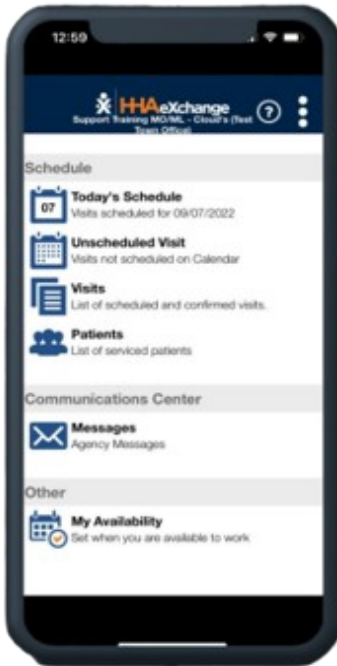 12:59
HHAeXchange
Support Training MO/ML - Cloud's (Test
Town Office)
?
Schedule
07
Today's Schedule
Visits scheduled for 09/07/2022
Unscheduled Visit
Visits not scheduled on Calendar
Visits
List of scheduled and confirmed visits.
Patients
List of serviced patients
Communications Center
Messages
Agency Messages
Other
My Availability
Set when you are available to work